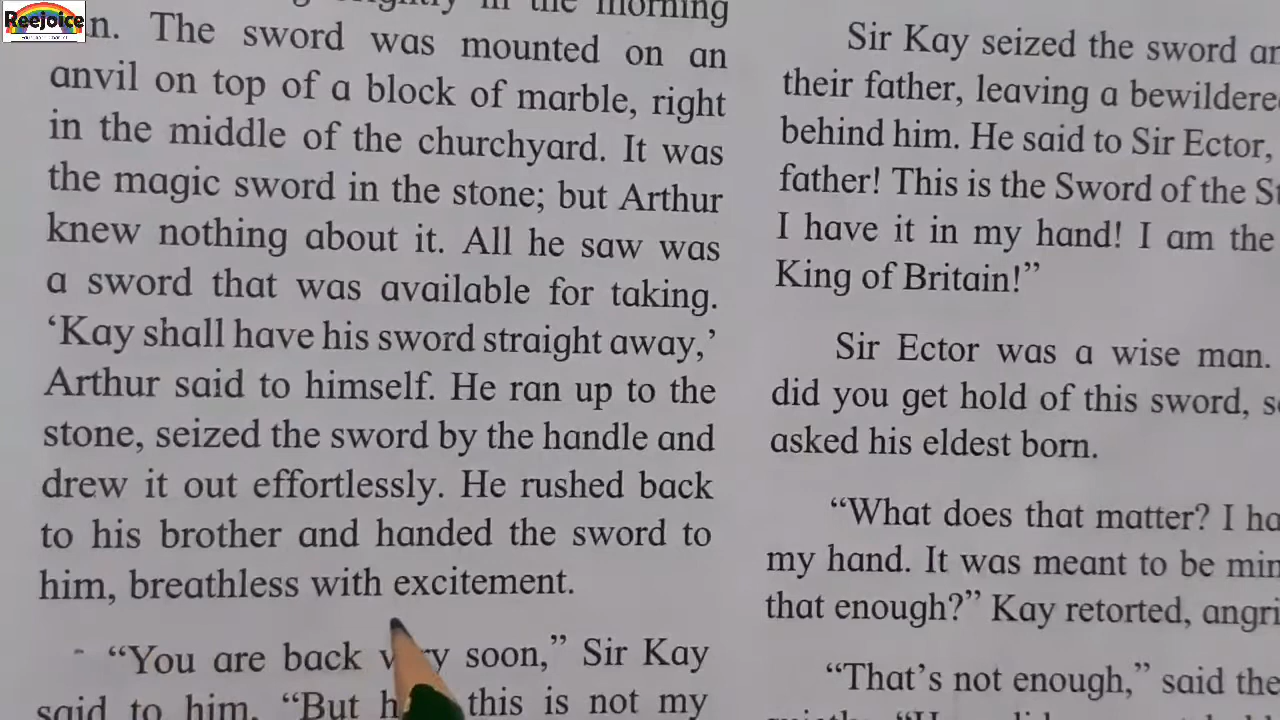 Reejoice
in the morning
n. The sword was mounted on an
anvil on top of a block of marble, right
in the middle of the churchyard. It was
the magic sword in the stone; but Arthur
knew nothing about it. All he saw was
a sword that was available for taking.
‘Kay shall have his sword straight away,’
Arthur said to himself. He ran up to the
stone, seized the sword by the handle and
drew it out effortlessly. He rushed back
to his brother and handed the sword to
him, breathless with excitement.
“You are back soon,” Sir Kay
said to him. “But this is not my
Sir Kay seized the sword
their father, leaving a
behind him. He said to Sir Ector,
father! This is the Sword of the
I have it in my hand! I am the
King of Britain!”
Sir Ector was a wise man.
did you get hold of this sword,
asked his eldest born.
“What does that matter? I
my hand. It was meant to be
that enough?” Kay retorted,
“That’s not enough,” said the